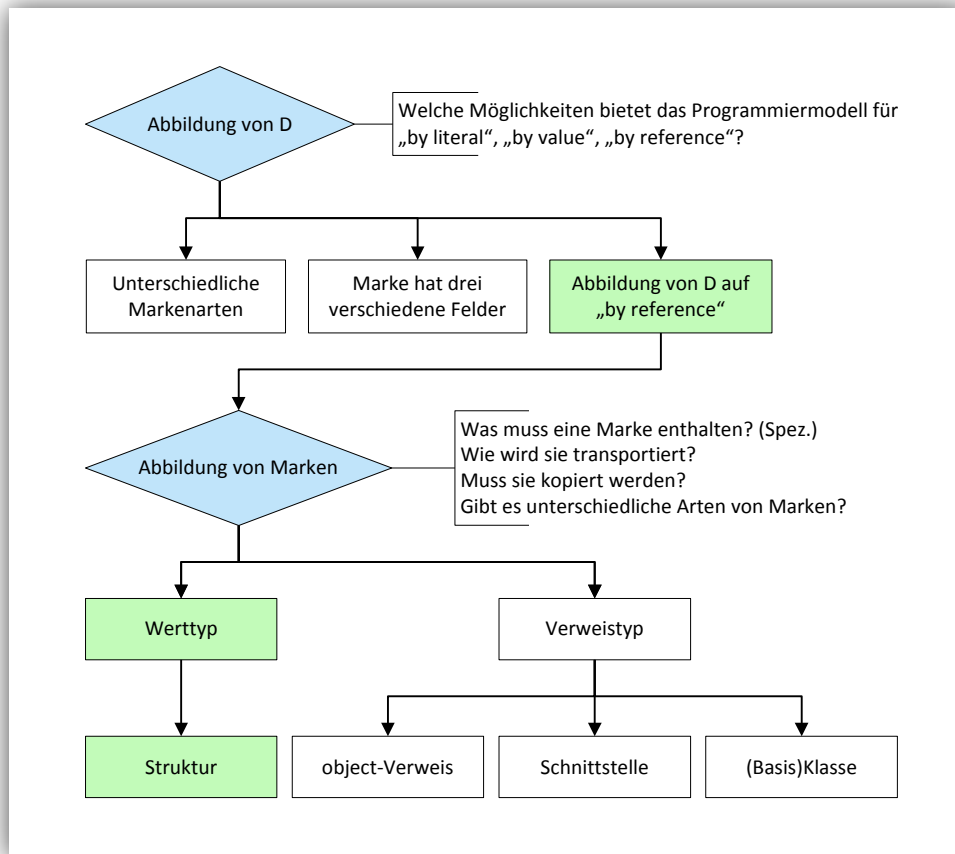 Abbildung von D
Welche Möglichkeiten bietet das Programmiermodell für
„by literal“, „by value“, „by reference“?
Unterschiedliche
Markenarten
Marke hat drei
verschiedene Felder
Abbildung von D auf
„by reference“
Abbildung von Marken
Was muss eine Marke enthalten? (Spez.)
Wie wird sie transportiert?
Muss sie kopiert werden?
Gibt es unterschiedliche Arten von Marken?
Werttyp
Verweistyp
Struktur
object-Verweis
Schnittstelle
(Basis)Klasse